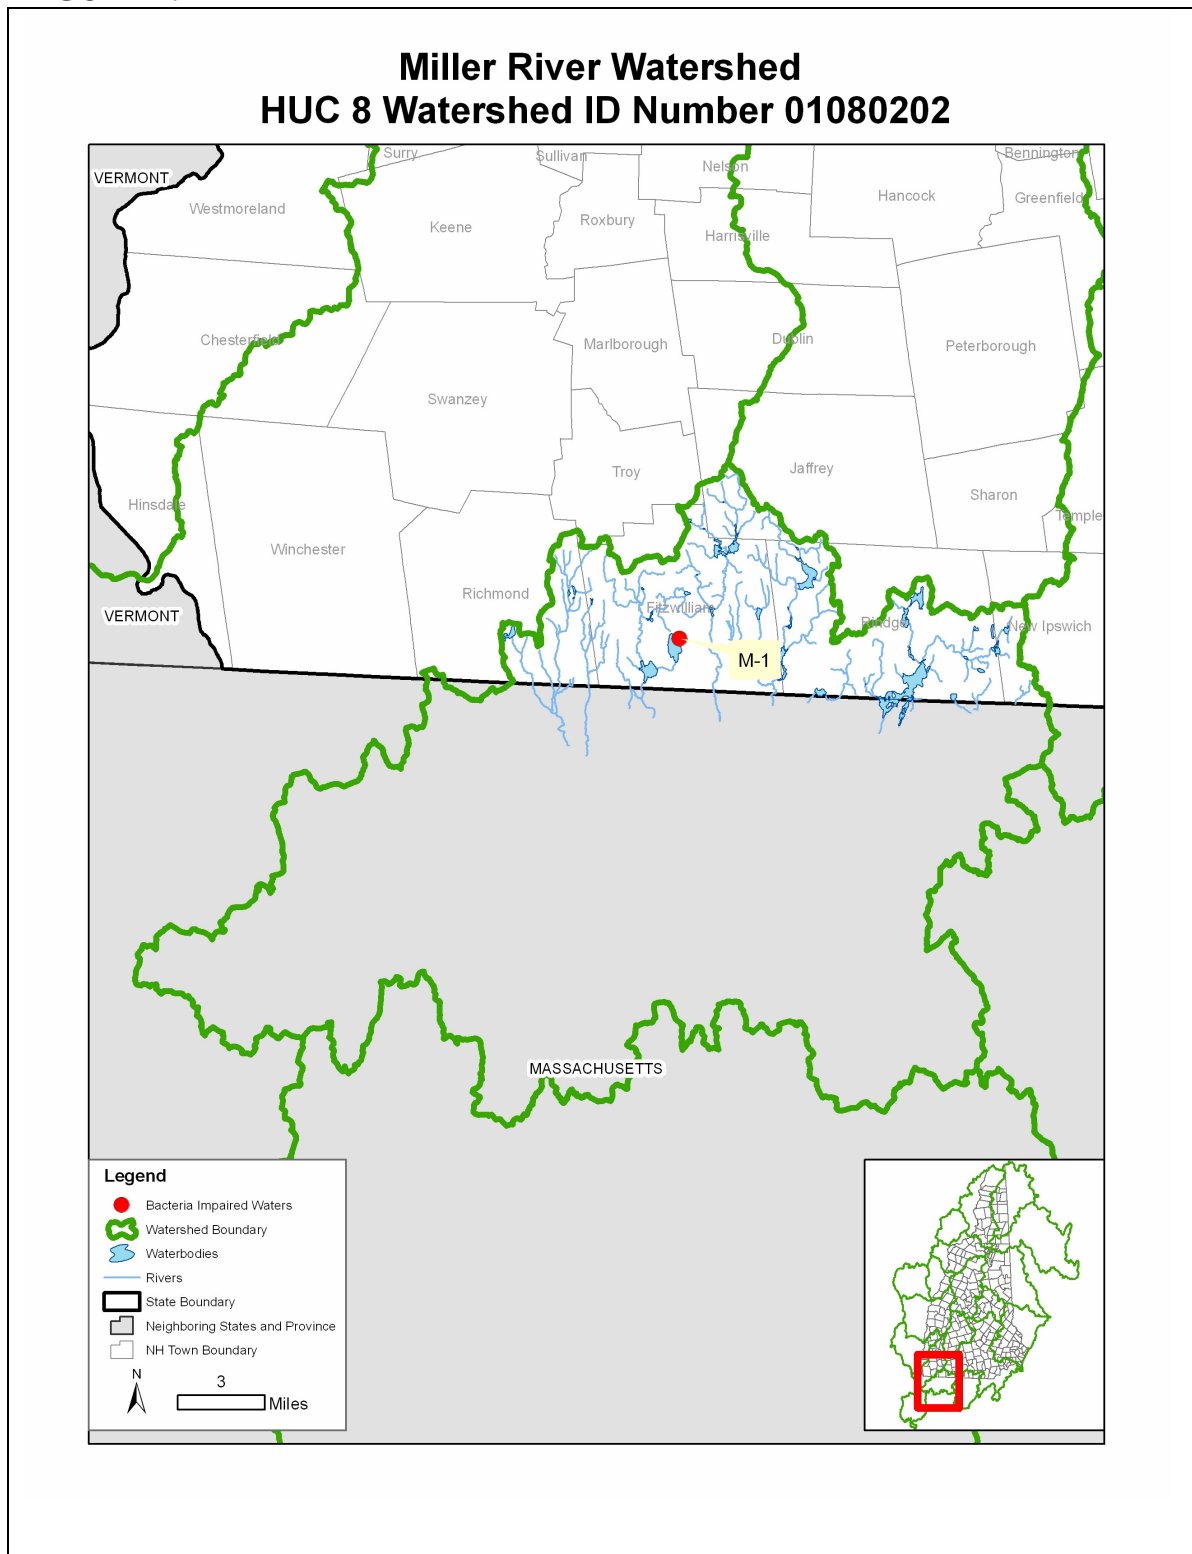 Miller River Watershed
HUC 8 Watershed ID Number 01080202
Surry
Sullivan
Nelson
Bennington
VERMONT
Westmoreland
Keene
Roxbury
Harrisville
Hancock
Greenfield
Chesterfield
Marlborough
Dublin
Peterborough
Swanzey
Troy
Jaffrey
Sharon
Temple
Hinsdale
Winchester
Richmond
Fitzwilliam
Rindge
New Ipswich
VERMONT
M-1
MASSACHUSETTS
Legend
Bacteria Impaired Waters
Watershed Boundary
Waterbodies
Rivers
State Boundary
Neighboring States and Province
NH Town Boundary
N
3
Miles